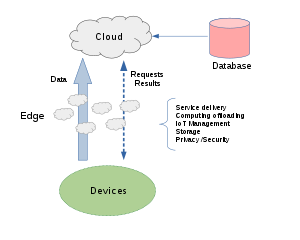 Cloud
Database
Data
Requests
Results
Edge
Service delivery
Computing offloading
IoT Management
Storage
Privacy /Security
Devices